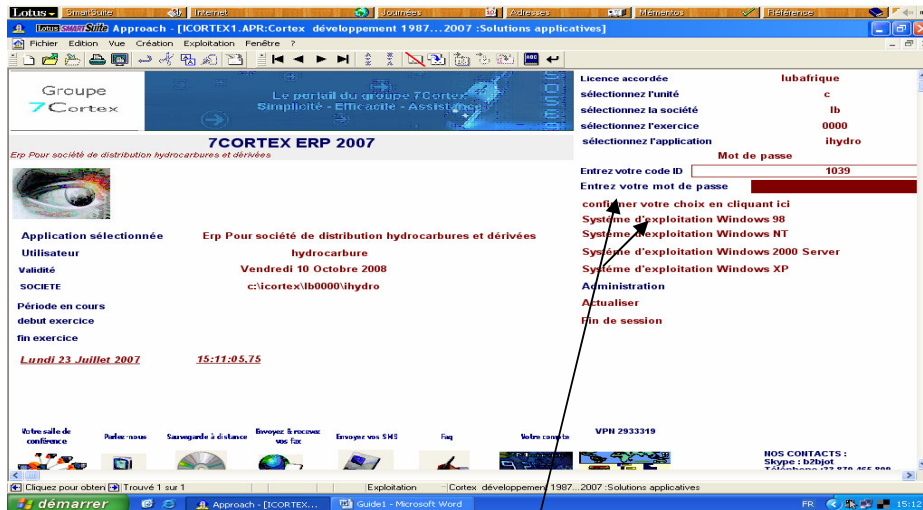 Lotus SmartSuite Internet Journées Adresses Mémentos Référence
Lotus SMART Suite Approach - [ICORTEX1.APR:Cortex développement 1987...2007 :Solutions applicatives]
Fichier Edition Vue Création Exploitation Fenêtre ?
Groupe
7Cortex
Le portail du groupe 7Cortex
Simplicité - Efficacité - Assistance
7CORTEX ERP 2007
Erp Pour société de distribution hydrocarbures et dérivées
Licence accordée lubafrique
sélectionnez l'unité c
sélectionnez la société lb
sélectionnez l'exercice 0000
sélectionnez l'application ihydro
Mot de passe
Entrez votre code ID 1039
Entrez votre mot de passe
confirmer votre choix en cliquant ici
Système d'exploitation Windows 98
Système d'exploitation Windows NT
Système d'exploitation Windows 2000 Server
Système d'exploitation Windows XP
Administration
Actualiser
Fin de session
Application sélectionnée Erp Pour société de distribution hydrocarbures et dérivées
Utilisateur hydrocarbure
Validité Vendredi 10 Octobre 2008
SOCIETE c:\icortex\lb0000\ihydro
Période en cours
debut exercice
fin exercice
Lundi 23 Juillet 2007 15:11:05,75
Votre salle de conférence
Parlez-nous
Sauvegarde à distance
Envoyez & recevez vos fax
Envoyez vos SMS
Faq
Votre compte
VPN 2933319
NOS CONTACTS :
Skype : b2bjot
Cliquez pour obten Trouvé 1 sur 1 Exploitation Cortex développement 1987...2007 :Solutions applicatives
démarrer Approach - [ICORTEX... Guide1 - Microsoft Word FR 15:12